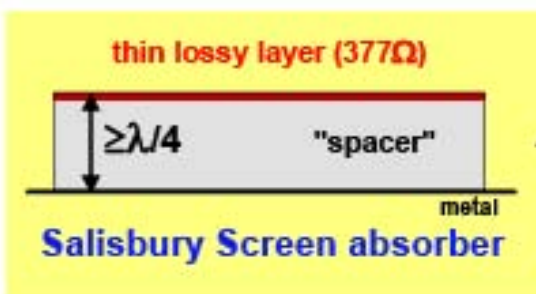 thin lossy layer (377Ω)
≥λ/4 "spacer"
metal
Salisbury Screen absorber